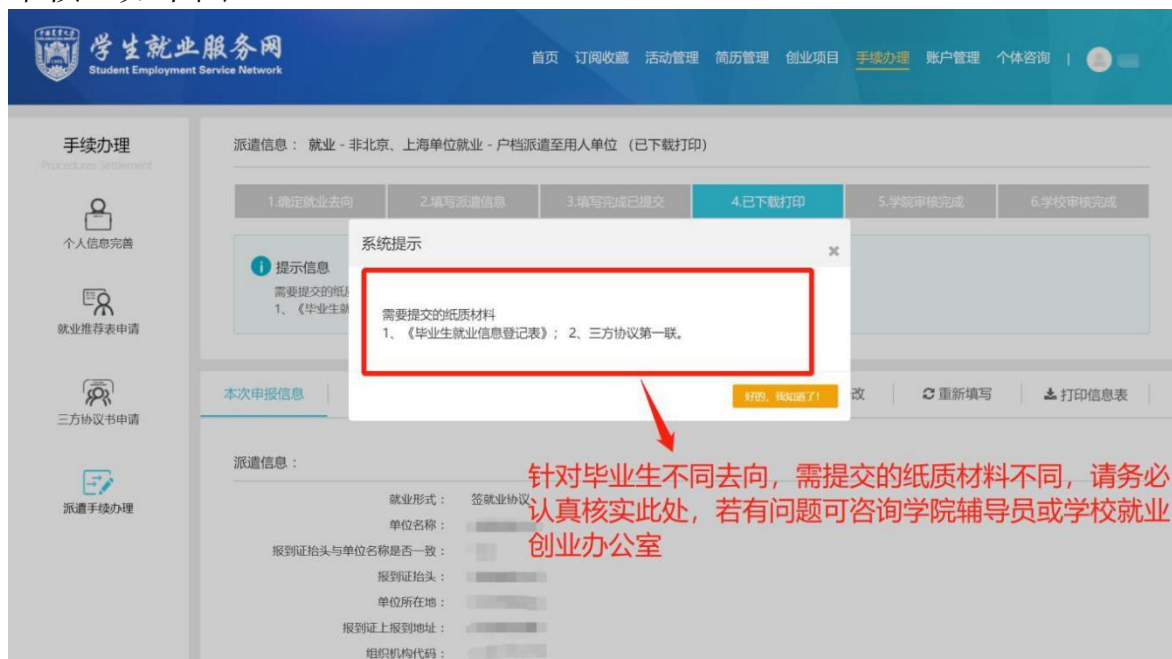 学生就业服务网
Student Employment Service Network
首页 订阅收藏 活动管理 简历管理 创业项目 手续办理 账户管理 个体咨询 |
手续办理
Procedures Settlement
个人信息完善
就业推荐表申请
三方协议书申请
派遣手续办理
派遣信息： 就业 - 非北京、上海单位就业 - 户档派遣至用人单位 （已下载打印）
1.确定就业去向 2.填写派遣信息 3.填写完成已提交 4.已下载打印 5.学院审核完成 6.学校审核完成
提示信息
需要提交的纸
1、《毕业生就
系统提示
需要提交的纸质材料
1、《毕业生就业信息登记表》；2、三方协议第一联。
好的，我知道了！
本次申报信息 改 重新填写 打印信息表
针对毕业生不同去向，需提交的纸质材料不同，请务必
认真核实此处，若有问题可咨询学院辅导员或学校就业
创业办公室
派遣信息：
就业形式： 签就业协议
单位名称：
报到证抬头与单位名称是否一致：
报到证抬头：
单位所在地：
报到证上报到地址：
组织机构代码：